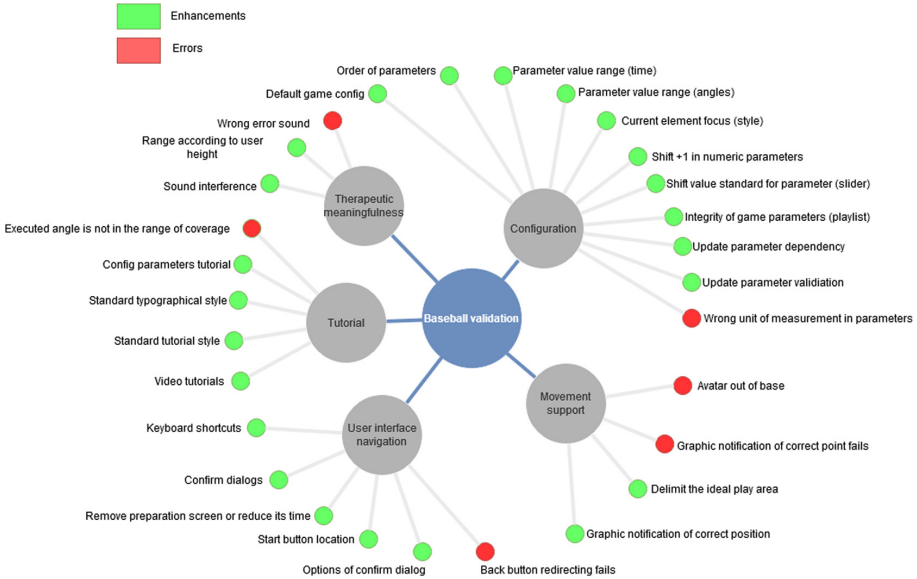 Enhancements
Errors
Order of parameters
Parameter value range (time)
Default game config
Parameter value range (angles)
Wrong error sound
Current element focus (style)
Range according to user
height
Shift +1 in numeric parameters
Sound interference
Therapeutic
meaningfulness
Shift value standard for parameter (slider)
Executed angle is not in the range of coverage
Configuration
Integrity of game parameters (playlist)
Update parameter dependency
Config parameters tutorial
Update parameter validation
Standard typographical style
Tutorial
Baseball validation
Wrong unit of measurement in parameters
Standard tutorial style
Video tutorials
Avatar out of base
Movement
support
Keyboard shortcuts
User interface
navigation
Graphic notification of correct point fails
Confirm dialogs
Delimit the ideal play area
Remove preparation screen or reduce its time
Start button location
Graphic notification of correct position
Options of confirm dialog
Back button redirecting fails